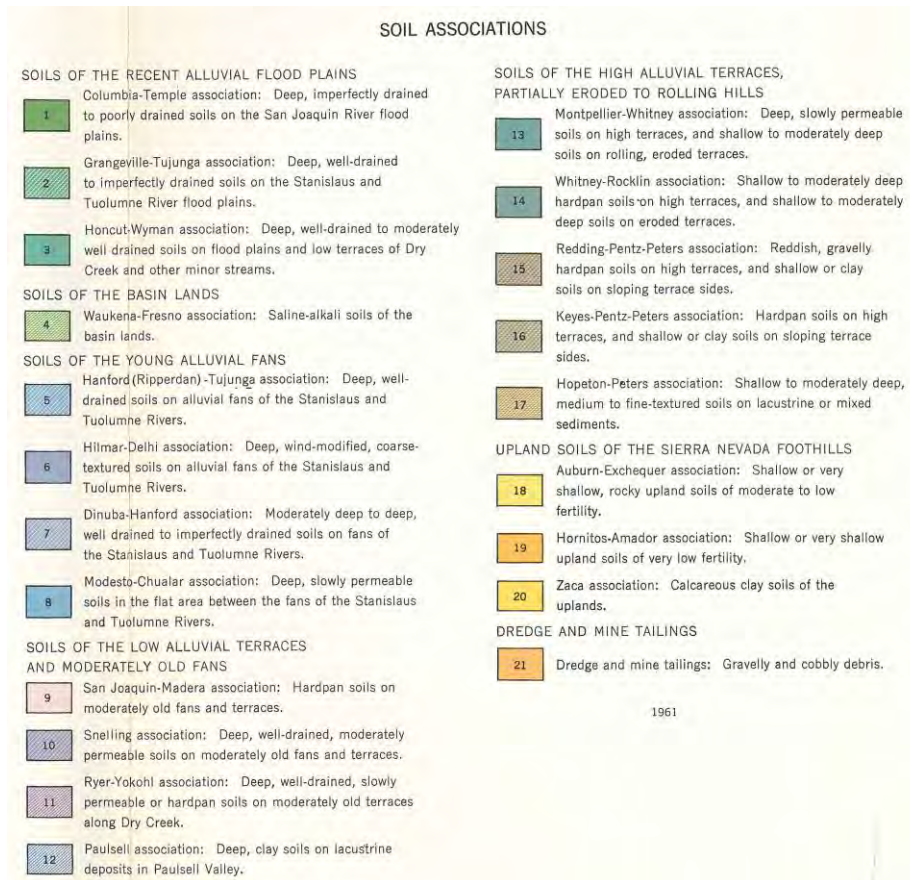 SOIL ASSOCIATIONS
SOILS OF THE RECENT ALLUVIAL FLOOD PLAINS
1
Columbia-Temple association: Deep, imperfectly drained
to poorly drained soils on the San Joaquin River flood
plains.
2
Grangeville-Tujunga association: Deep, well-drained
to imperfectly drained soils on the Stanislaus and
Tuolumne River flood plains.
3
Honcut-Wyman association: Deep, well-drained to moderately
well drained soils on flood plains and low terraces of Dry
Creek and other minor streams.
SOILS OF THE BASIN LANDS
4
Waukena-Fresno association: Saline-alkali soils of the
basin lands.
SOILS OF THE YOUNG ALLUVIAL FANS
5
Hanford (Ripperdan)-Tujunga association: Deep, well-
drained soils on alluvial fans of the Stanislaus and
Tuolumne Rivers.
6
Hilmar-Delhi association: Deep, wind-modified, coarse-
textured soils on alluvial fans of the Stanislaus and
Tuolumne Rivers.
7
Dinuba-Hanford association: Moderately deep to deep,
well drained to imperfectly drained soils on fans of
the Stanislaus and Tuolumne Rivers.
8
Modesto-Chualar association: Deep, slowly permeable
soils in the flat area between the fans of the Stanislaus
and Tuolumne Rivers.
SOILS OF THE LOW ALLUVIAL TERRACES
AND MODERATELY OLD FANS
9
San Joaquin-Madera association: Hardpan soils on
moderately old fans and terraces.
10
Snelling association: Deep, well-drained, moderately
permeable soils on moderately old fans and terraces.
11
Ryer-Yokohl association: Deep, well-drained, slowly
permeable or hardpan soils on moderately old terraces
along Dry Creek.
12
Paulsell association: Deep, clay soils on lacustrine
deposits in Paulsell Valley.
SOILS OF THE HIGH ALLUVIAL TERRACES,
PARTIALLY ERODED TO ROLLING HILLS
13
Montpellier-Whitney association: Deep, slowly permeable
soils on high terraces, and shallow to moderately deep
soils on rolling, eroded terraces.
14
Whitney-Rocklin association: Shallow to moderately deep
hardpan soils on high terraces, and shallow to moderately
deep soils on eroded terraces.
15
Redding-Pentz-Peters association: Reddish, gravelly
hardpan soils on high terraces, and shallow or clay
soils on sloping terrace sides.
16
Keyes-Pentz-Peters association: Hardpan soils on high
terraces, and shallow or clay soils on sloping terrace
sides.
17
Hopeton-Peters association: Shallow to moderately deep,
medium to fine-textured soils on lacustrine or mixed
sediments.
UPLAND SOILS OF THE SIERRA NEVADA FOOTHILLS
18
Auburn-Exchequer association: Shallow or very
shallow, rocky upland soils of moderate to low
fertility.
19
Hornitos-Amador association: Shallow or very shallow
upland soils of very low fertility.
20
Zaca association: Calcareous clay soils of the
uplands.
DREDGE AND MINE TAILINGS
21
Dredge and mine tailings: Gravelly and cobbly debris.
1961